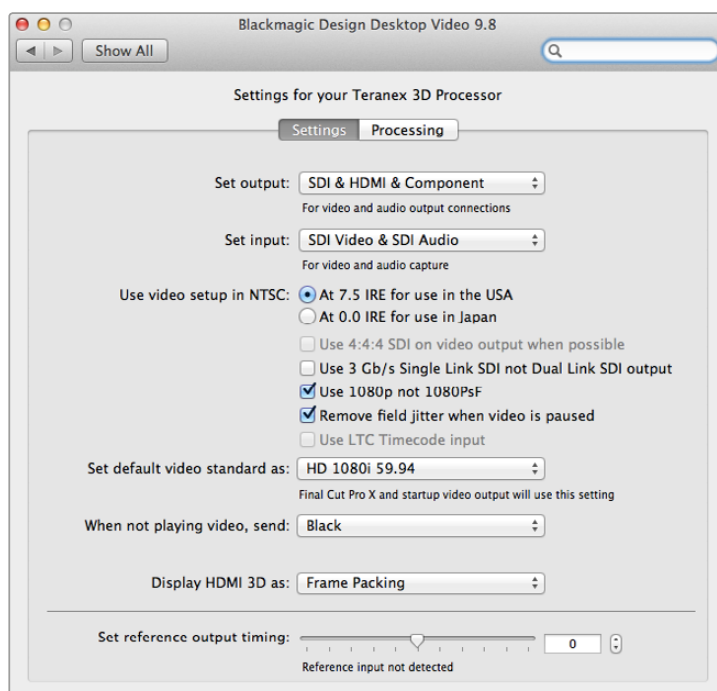 Blackmagic Design Desktop Video 9.8
Show All
Settings for your Teranex 3D Processor
Settings Processing
Set output: SDI & HDMI & Component
For video and audio output connections
Set input: SDI Video & SDI Audio
For video and audio capture
Use video setup in NTSC: At 7.5 IRE for use in the USA
At 0.0 IRE for use in Japan
Use 4:4:4 SDI on video output when possible
Use 3 Gb/s Single Link SDI not Dual Link SDI output
Use 1080p not 1080PsF
Remove field jitter when video is paused
Use LTC Timecode input
Set default video standard as: HD 1080i 59.94
Final Cut Pro X and startup video output will use this setting
When not playing video, send: Black
Display HDMI 3D as: Frame Packing
Set reference output timing: 0
Reference input not detected